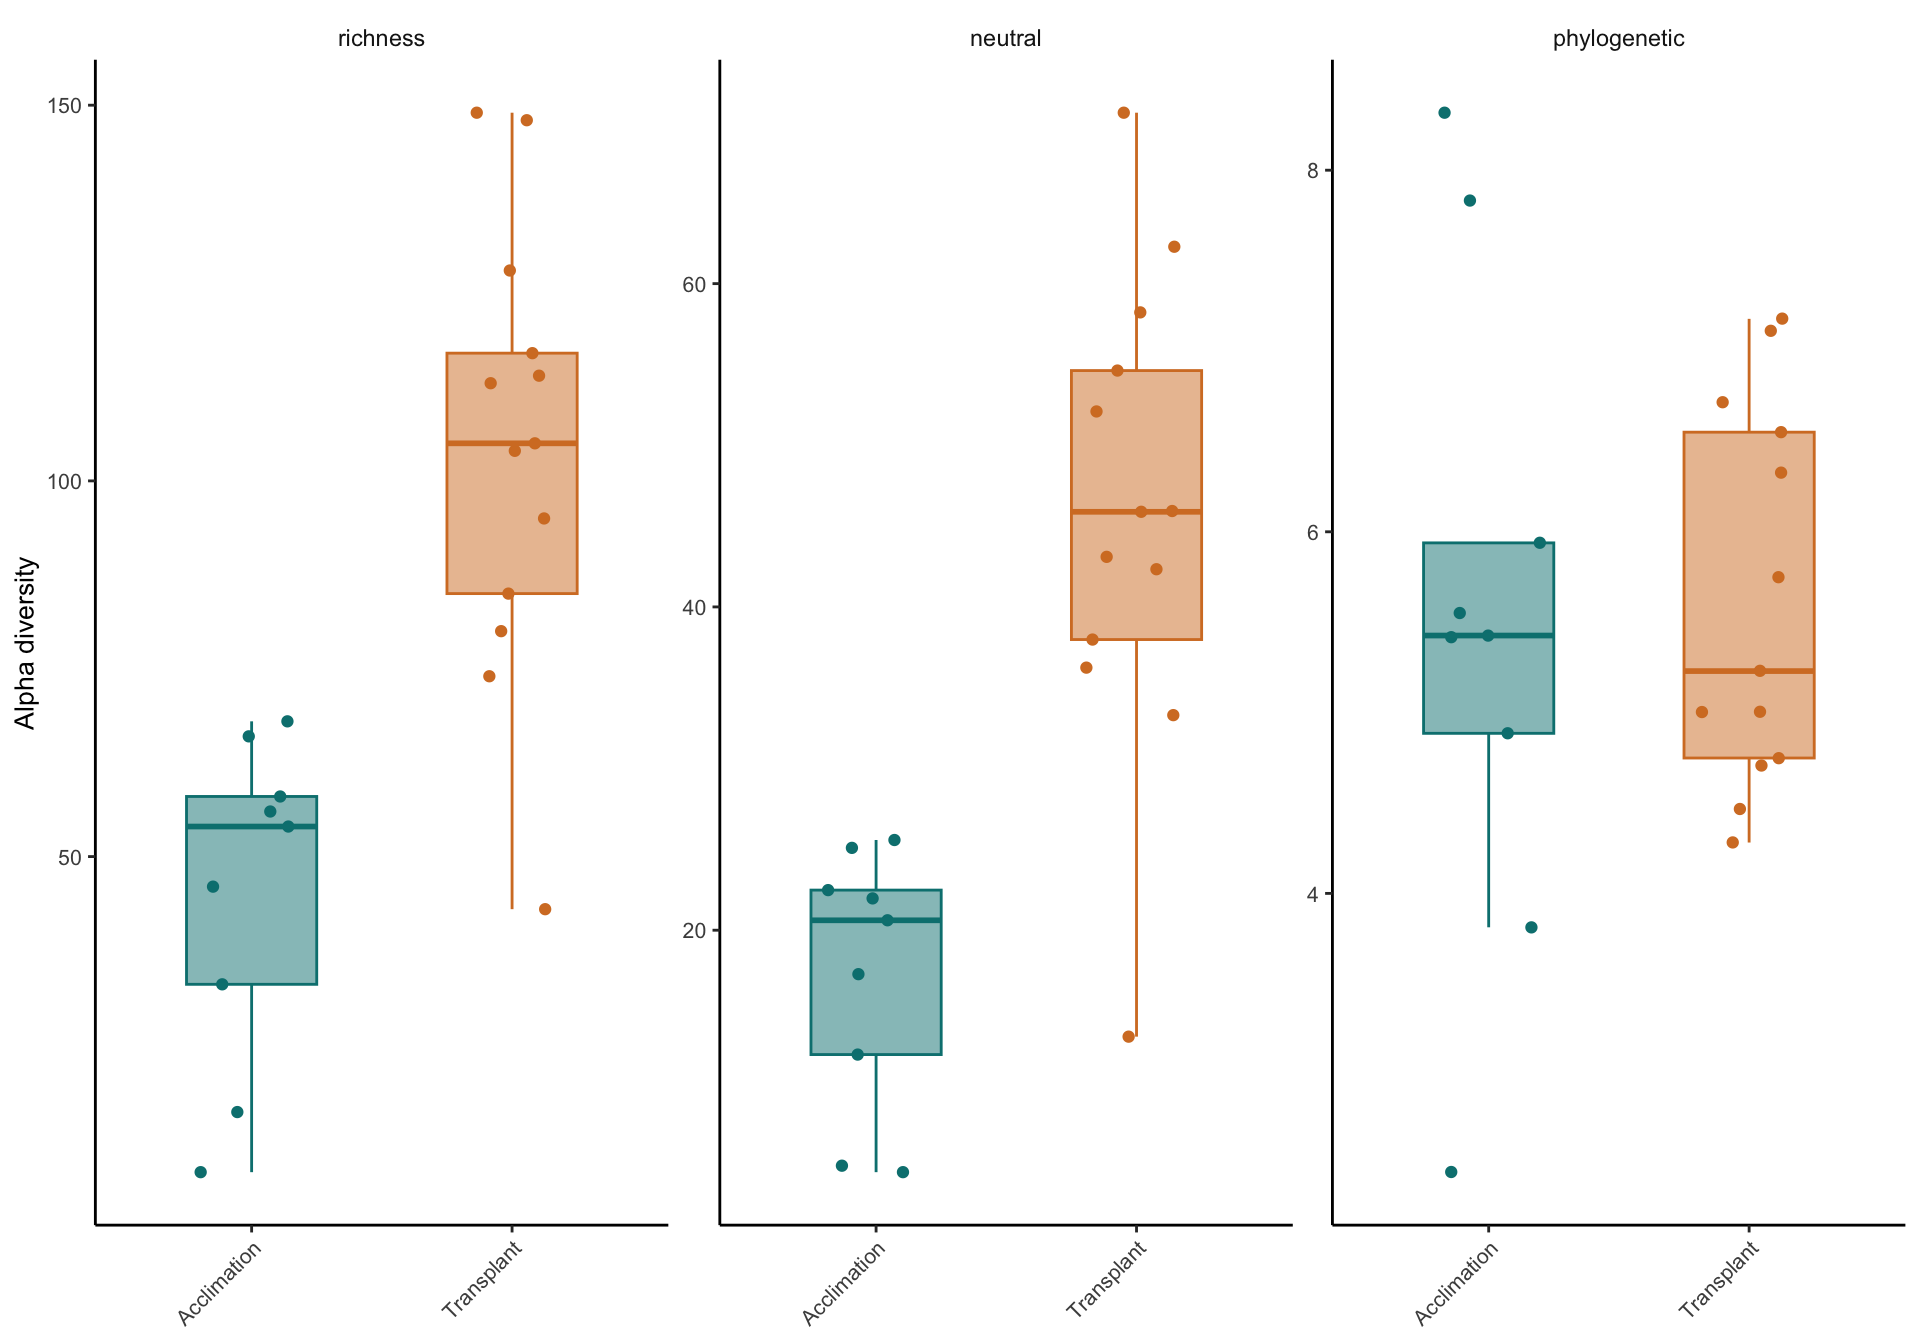 richness
neutral
phylogenetic
Alpha diversity
150
100
50
60
40
20
8
6
4
Acclimation
Transplant
Acclimation
Transplant
Acclimation
Transplant